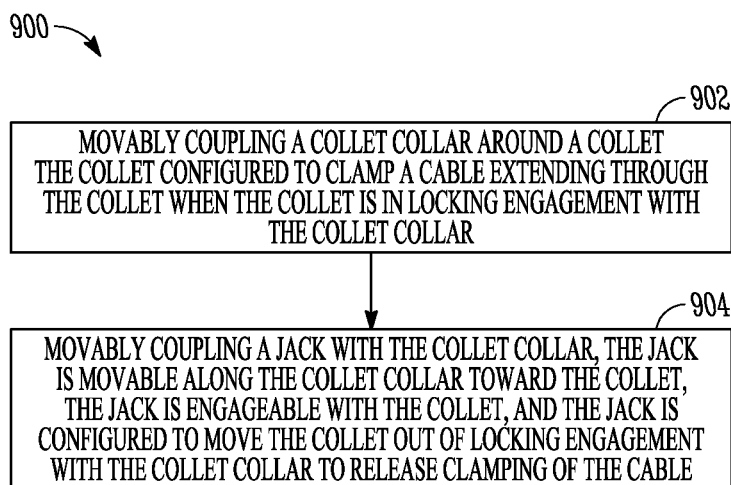 900
902
MOVABLY COUPLING A COLLET COLLAR AROUND A COLLET
THE COLLET CONFIGURED TO CLAMP A CABLE EXTENDING THROUGH
THE COLLET WHEN THE COLLET IS IN LOCKING ENGAGEMENT WITH
THE COLLET COLLAR
904
MOVABLY COUPLING A JACK WITH THE COLLET COLLAR, THE JACK
IS MOVABLE ALONG THE COLLET COLLAR TOWARD THE COLLET,
THE JACK IS ENGAGEABLE WITH THE COLLET, AND THE JACK IS
CONFIGURED TO MOVE THE COLLET OUT OF LOCKING ENGAGEMENT
WITH THE COLLET COLLAR TO RELEASE CLAMPING OF THE CABLE